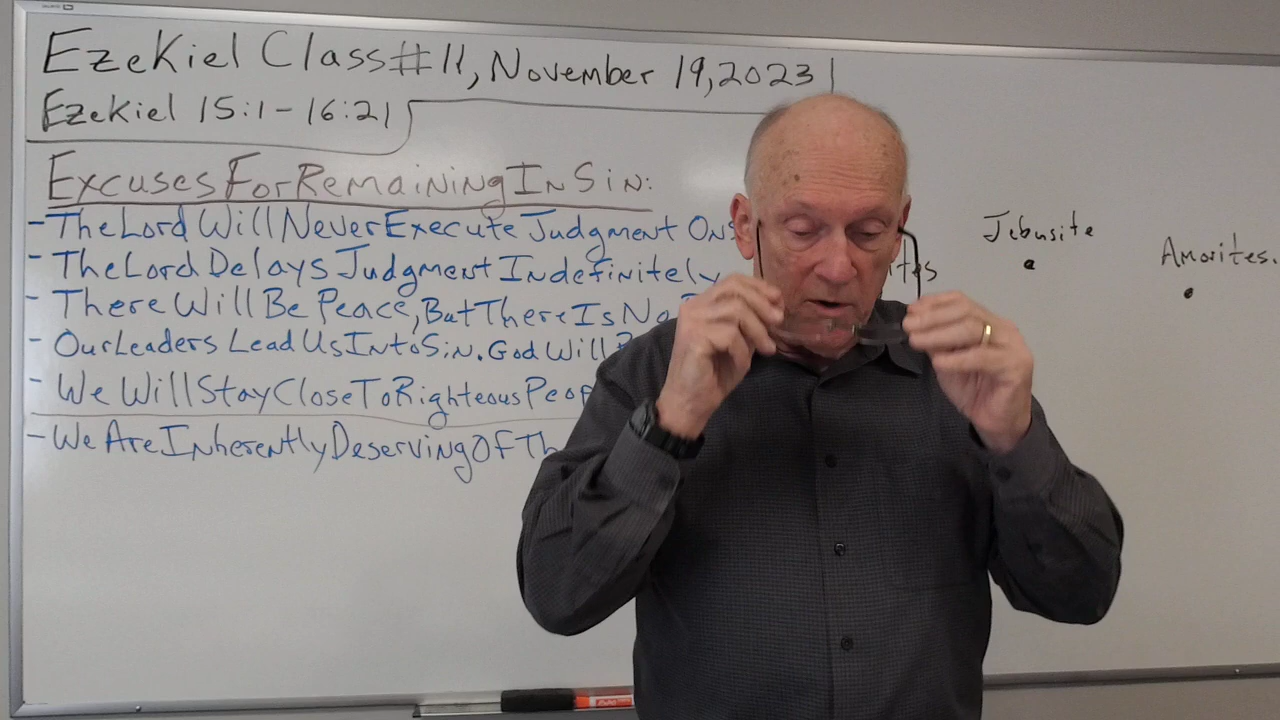 Ezekiel Class #11, November 19, 2023
Ezekiel 15:1-16:21
Excuses For Remaining In Sin:
- The Lord Will Never Execute Judgment On
- The Lord Delays Judgment Indefinitely
- There Will Be Peace, But There Is No
- Our Leaders Lead Us Into Sin. God Will
- We Will Stay Close To Righteous Peop
- We Are Inherently Deserving Of Th
ites
Jebusite
Amorites.